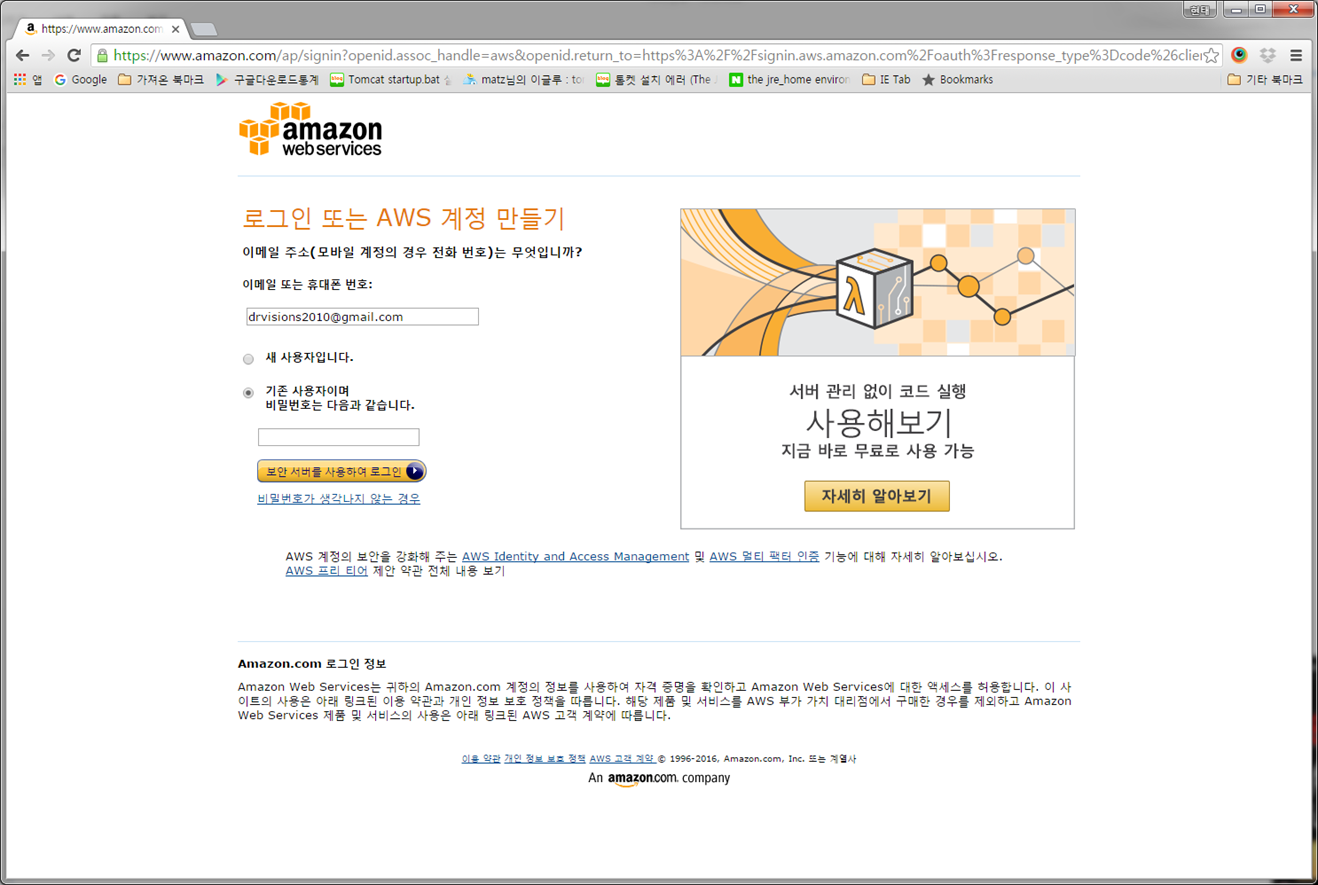 현태
https://www.amazon.com
https://www.amazon.com/ap/signin?openid.assoc_handle=aws&openid.return_to=https%3A%2F%2Fsignin.aws.amazon.com%2Foauth%3Fresponse_type%3Dcode%26clien
앱 Google 가져온 북마크 구글다운로드통계 Tomcat startup.bat matz님의 이글루 : to 톰켓 설치 에러 (The the jre_home environ IE Tab Bookmarks 기타 북마크
amazon
web services
로그인 또는 AWS 계정 만들기
이메일 주소(모바일 계정의 경우 전화 번호)는 무엇입니까?
이메일 또는 휴대폰 번호:
drvisions2010@gmail.com
새 사용자입니다.
기존 사용자이며
비밀번호는 다음과 같습니다.
보안 서버를 사용하여 로그인
비밀번호가 생각나지 않는 경우
λ
서버 관리 없이 코드 실행
사용해보기
지금 바로 무료로 사용 가능
자세히 알아보기
AWS 계정의 보안을 강화해 주는 AWS Identity and Access Management 및 AWS 멀티 팩터 인증 기능에 대해 자세히 알아보십시오.
AWS 프리 티어 제안 약관 전체 내용 보기
Amazon.com 로그인 정보
Amazon Web Services는 귀하의 Amazon.com 계정의 정보를 사용하여 자격 증명을 확인하고 Amazon Web Services에 대한 액세스를 허용합니다. 이 사
이트의 사용은 아래 링크된 이용 약관과 개인 정보 보호 정책을 따릅니다. 해당 제품 및 서비스를 AWS 부가 가치 대리점에서 구매한 경우를 제외하고 Amazon
Web Services 제품 및 서비스의 사용은 아래 링크된 AWS 고객 계약에 따릅니다.
이용 약관 개인 정보 보호 정책 AWS 고객 계약 © 1996-2016, Amazon.com, Inc. 또는 계열사
An amazon.com. company